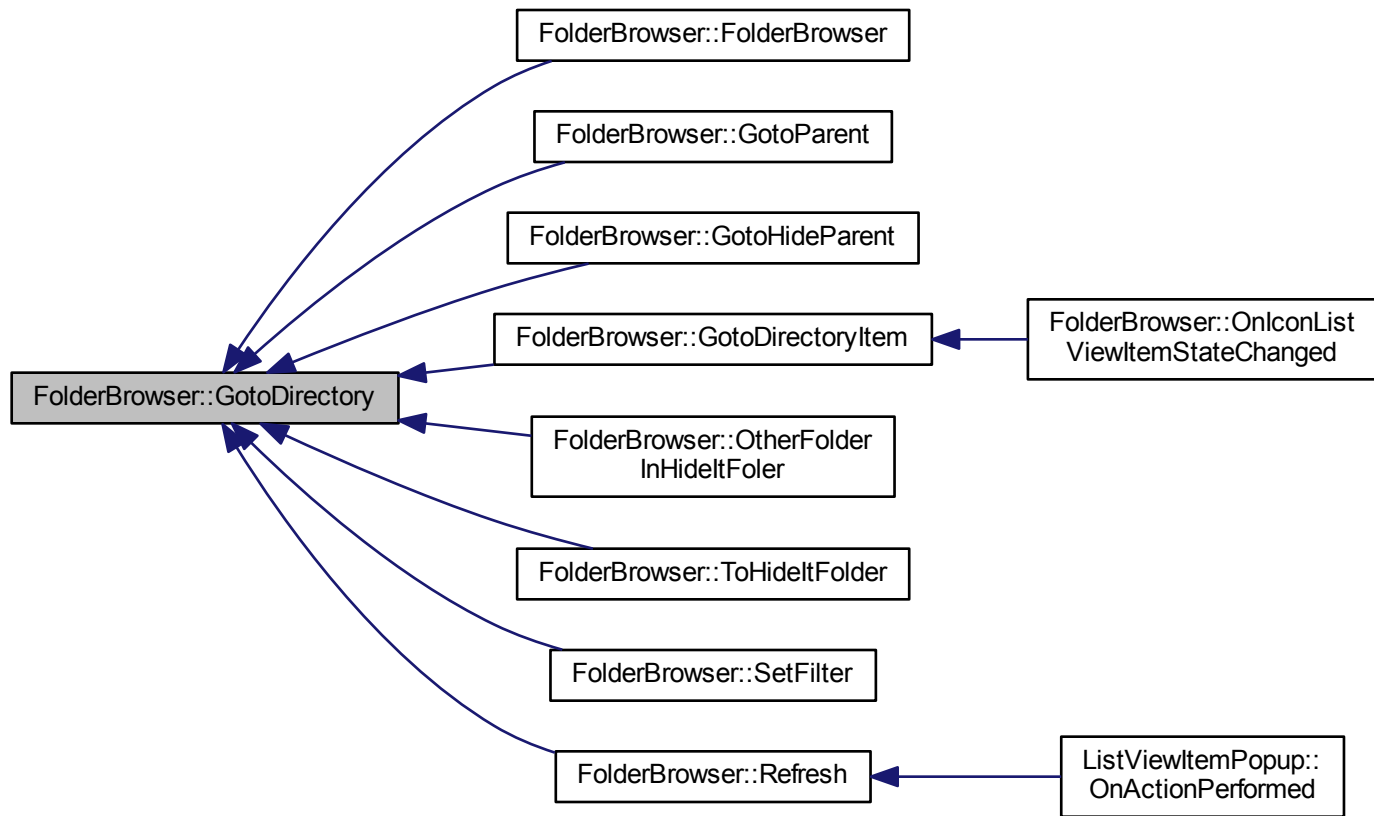 FolderBrowser::FolderBrowser
FolderBrowser::GotoParent
FolderBrowser::GotoHideParent
FolderBrowser::GotoDirectoryItem
FolderBrowser::OnIconList
ViewItemStateChanged
FolderBrowser::GotoDirectory
FolderBrowser::OtherFolder
InHideItFoler
FolderBrowser::ToHideItFolder
FolderBrowser::SetFilter
FolderBrowser::Refresh
ListViewItemPopup::
OnActionPerformed